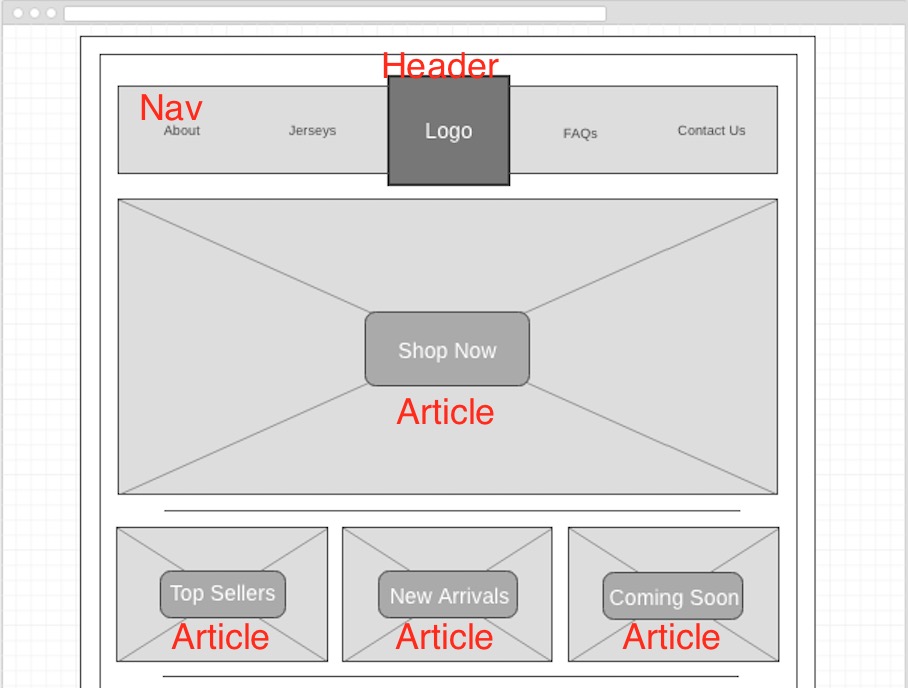 Header
Nav
About Jerseys Logo FAQs Contact Us
Shop Now
Article
Top Sellers New Arrivals Coming Soon
Article Article Article